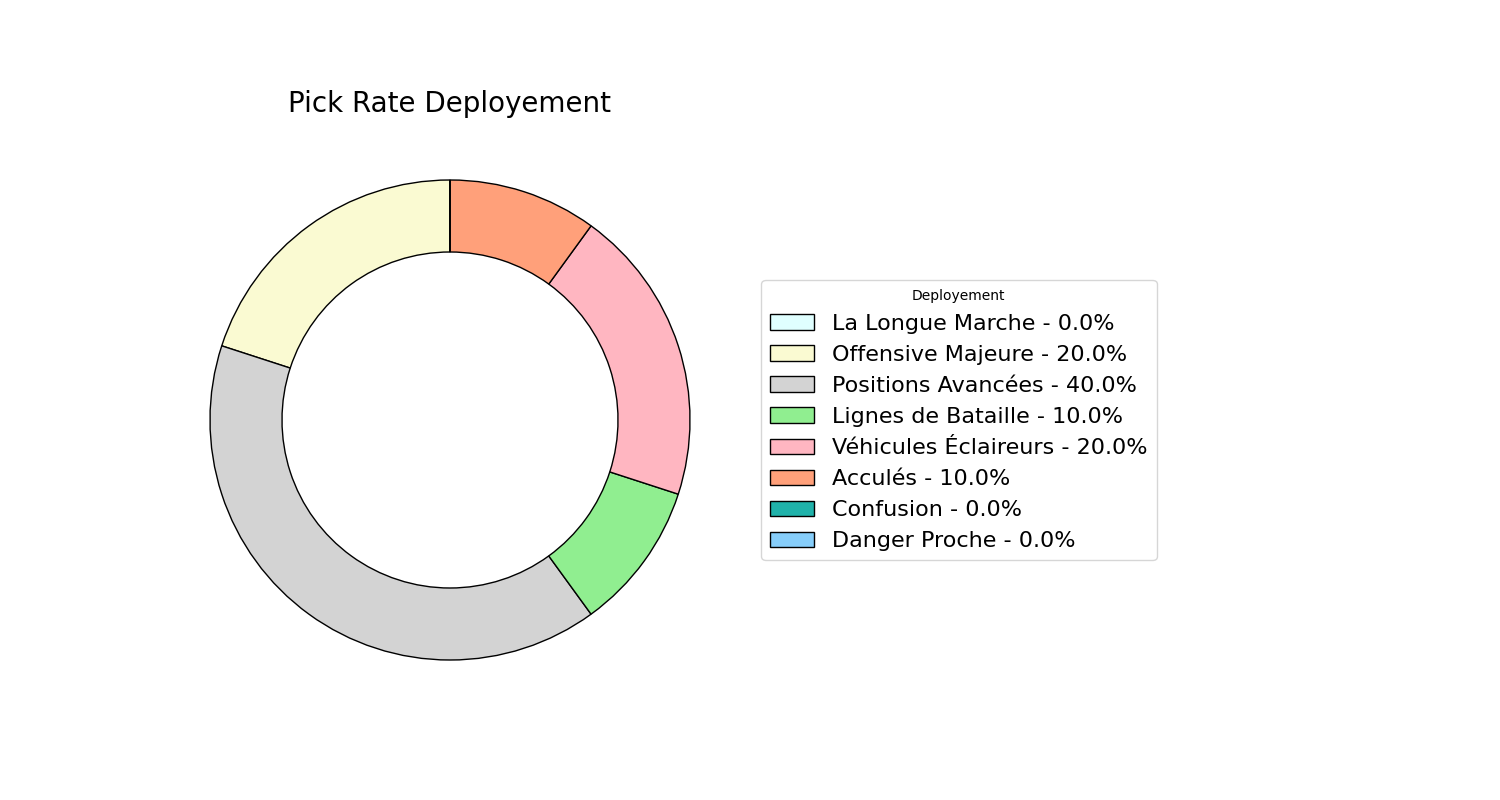 Pick Rate Deployement
Deployement
La Longue Marche - 0.0%
Offensive Majeure - 20.0%
Positions Avancées - 40.0%
Lignes de Bataille - 10.0%
Véhicules Éclaireurs - 20.0%
Acculés - 10.0%
Confusion - 0.0%
Danger Proche - 0.0%